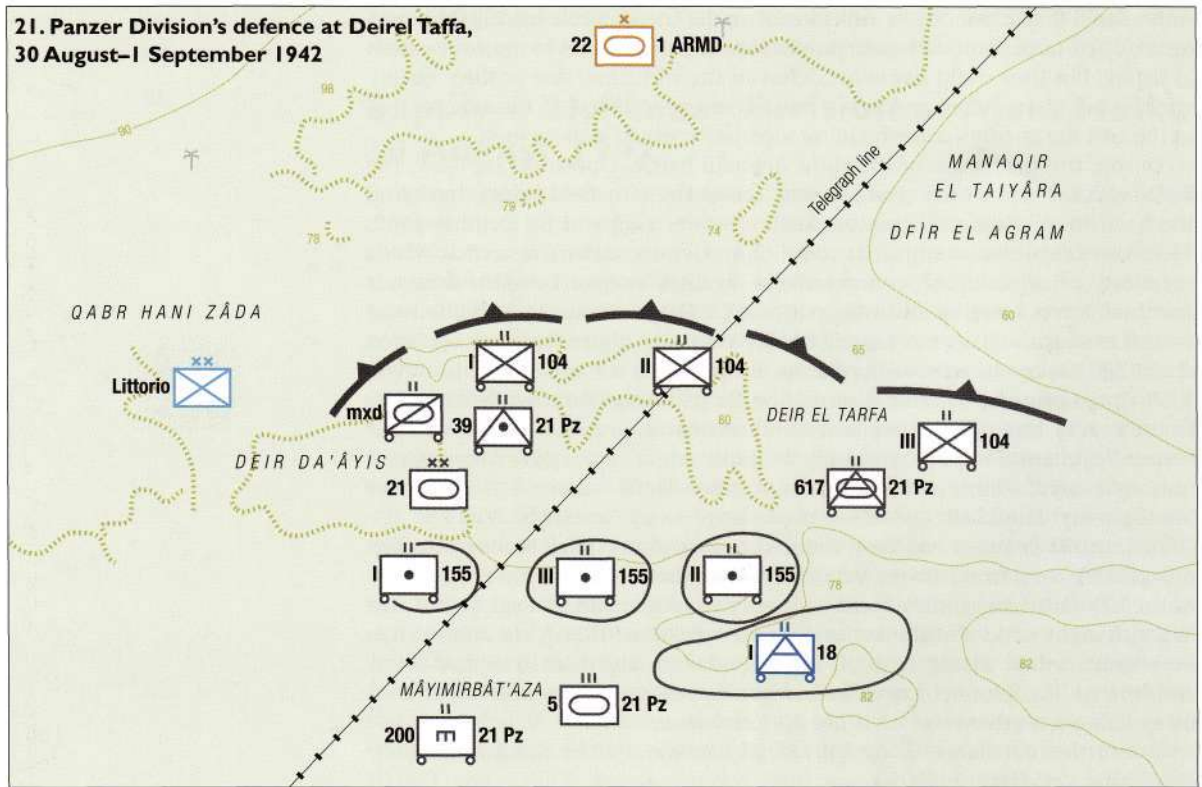 21. Panzer Division's defence at Deirel Taffa,
30 August–1 September 1942
22 1 ARMD
98
90
79
78
74
Telegraph line
MANAQIR
EL TAIYÂRA
DFÌR EL AGRAM
60
QABR HANI ZÂDA
Littorio
I 104
II 104
65
mxd
39 21 Pz
80
DEIR EL TARFA
III 104
DEIR DA'ÂYIS
21
617 21 Pz
I 155
III 155
II 155
78
I 18
82
82
MÂYIMIRBÂT'AZA
5 21 Pz
200 21 Pz